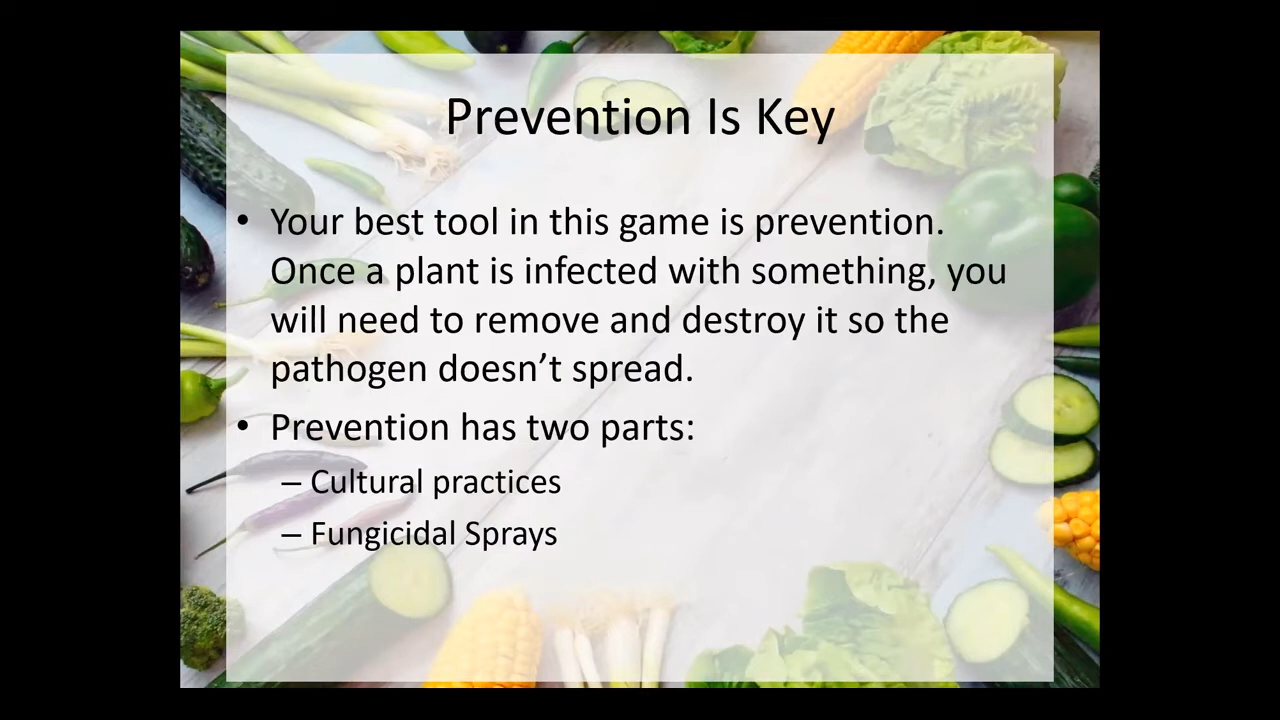 Prevention Is Key
• Your best tool in this game is prevention.
Once a plant is infected with something, you
will need to remove and destroy it so the
pathogen doesn’t spread.
• Prevention has two parts:
– Cultural practices
– Fungicidal Sprays